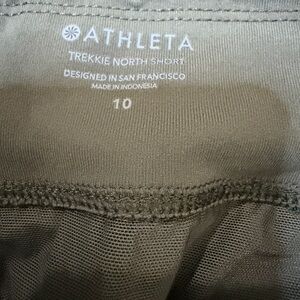 ATHLETA
TREKKIE NORTH SHORT
DESIGNED IN SAN FRANCISCO
MADE IN INDONESIA
10